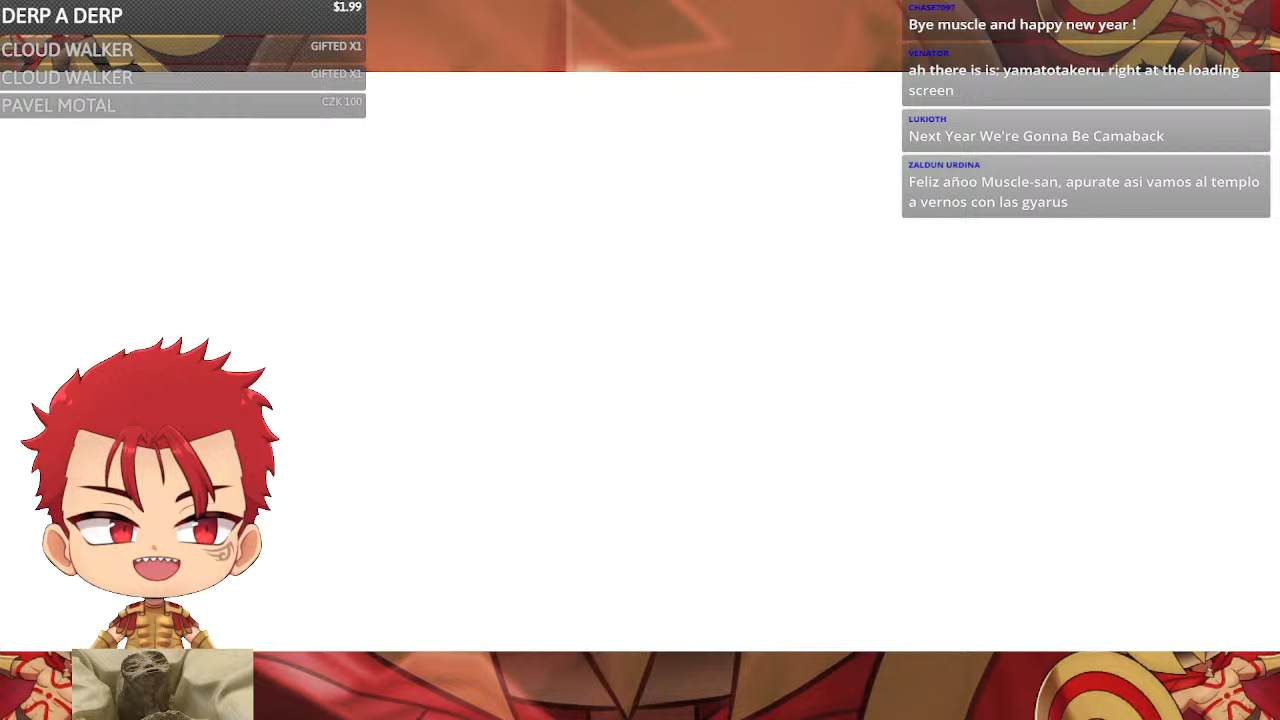 DERP A DERP
$1.99
CLOUD WALKER
GIFTED X1
CLOUD WALKER
GIFTED X1
PAVEL MOTAL
CZK 100
CHASE7097
Bye muscle and happy new year !
VENATOR
ah there is is: yamatotakeru, right at the loading
screen
LUKIOTH
Next Year We're Gonna Be Camaback
ZALDUN URDINA
Feliz añoo Muscle-san, apurate asi vamos al templo
a vernos con las gyarus